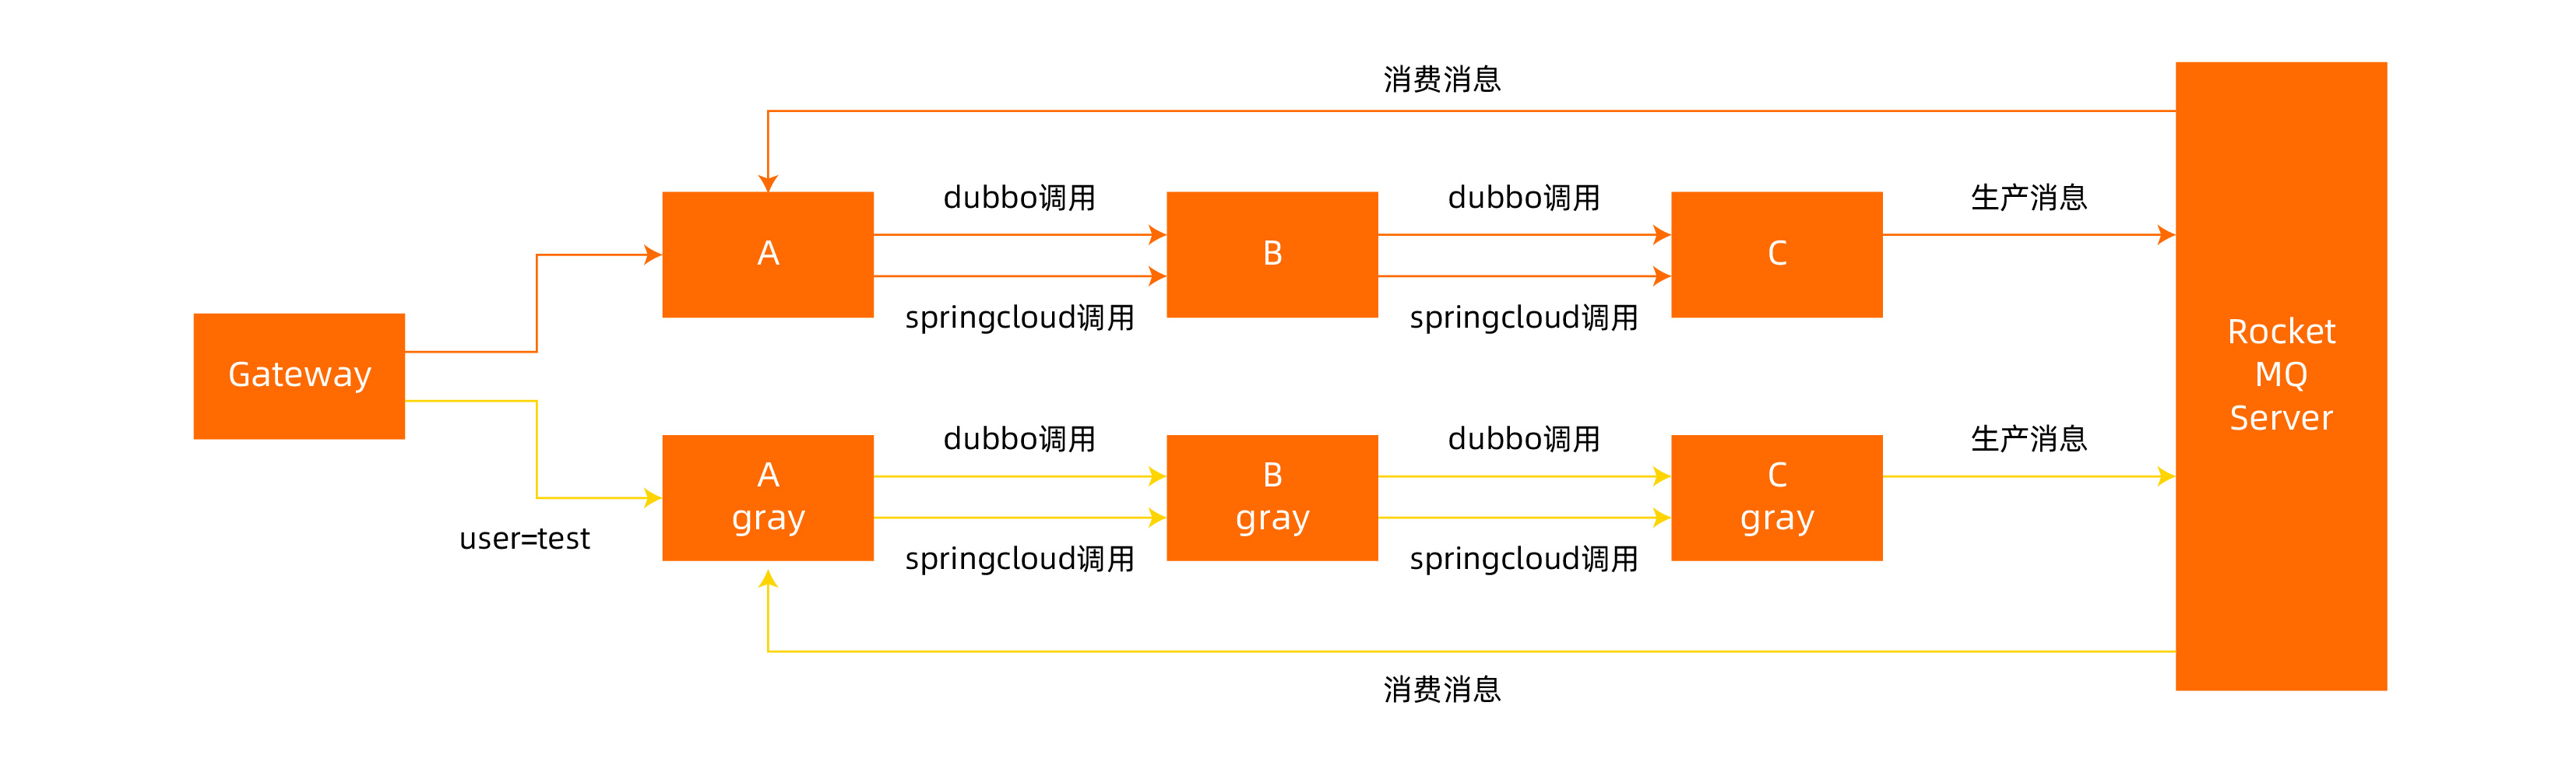 消费消息
dubbo调用
dubbo调用
生产消息
A
B
C
springcloud调用
springcloud调用
Gateway
Rocket
MQ
Server
dubbo调用
dubbo调用
生产消息
A
gray
B
gray
C
gray
user=test
springcloud调用
springcloud调用
消费消息